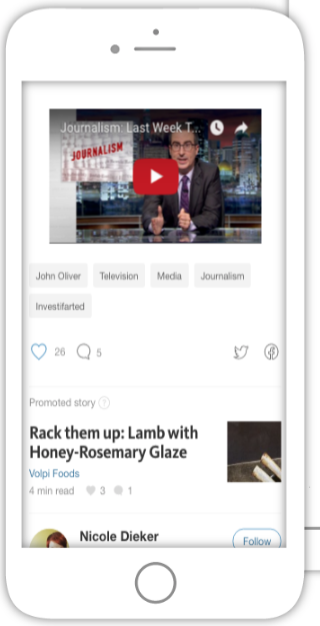 Journalism: Last Week T...
JOURNALISM
John Oliver
Television
Media
Journalism
Investifarted
26
5
Promoted story
Rack them up: Lamb with
Honey-Rosemary Glaze
Volpi Foods
4 min read
3
1
Nicole Dieker
Follow